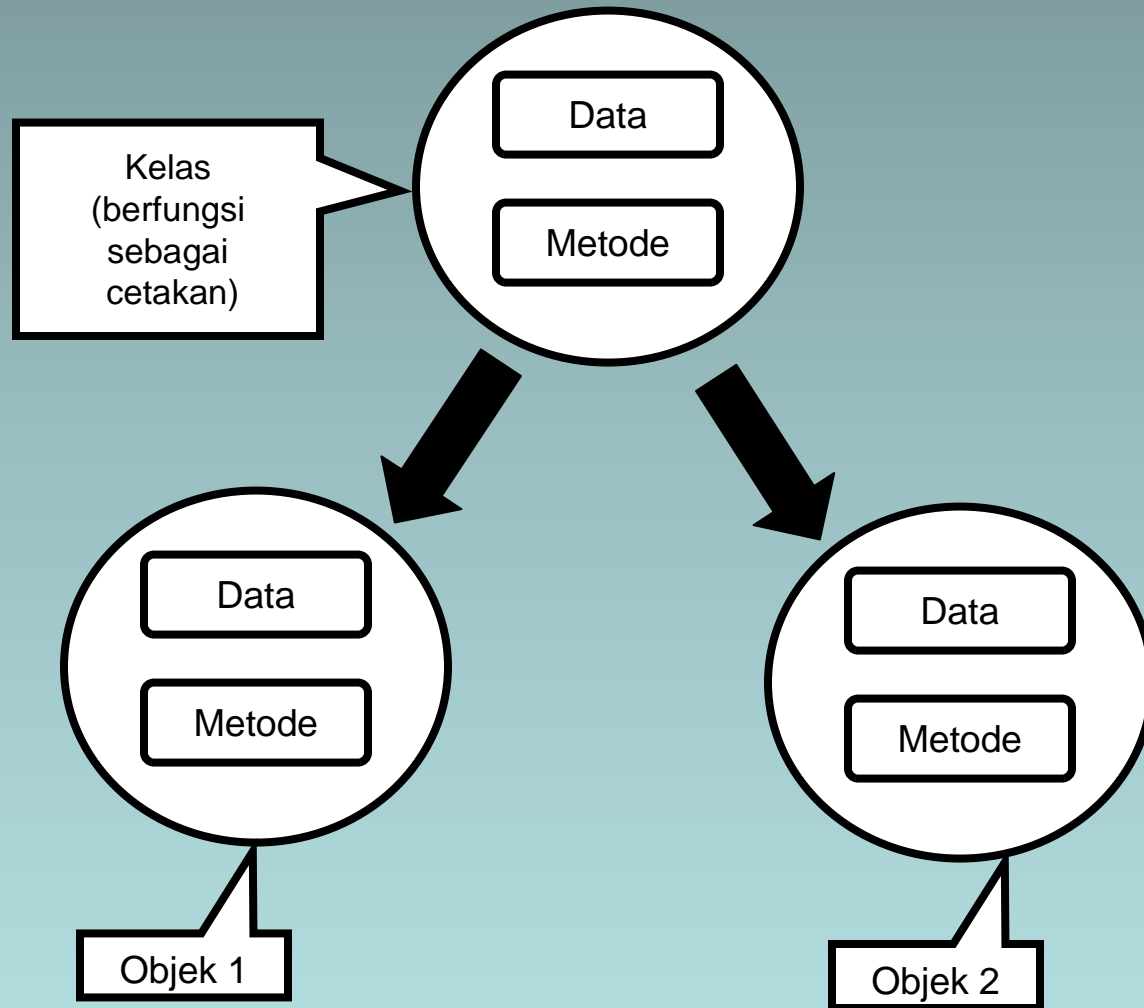 Data
Metode
Kelas
(berfungsi
sebagai
cetakan)
Data
Metode
Objek 1
Data
Metode
Objek 2